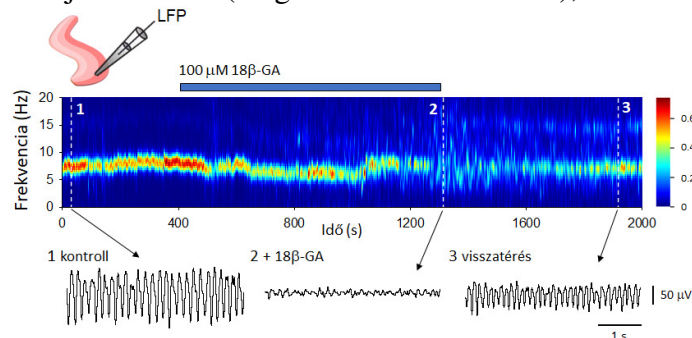 LFP
100 μM 18β-GA
20
15
10
5
0
Frekvencia (Hz)
1
2
3
0.6
0.4
0.2
0
0
400
800
1200
1600
2000
Idő (s)
1 kontroll
2 + 18β-GA
3 visszatérés
50 μV
1 s